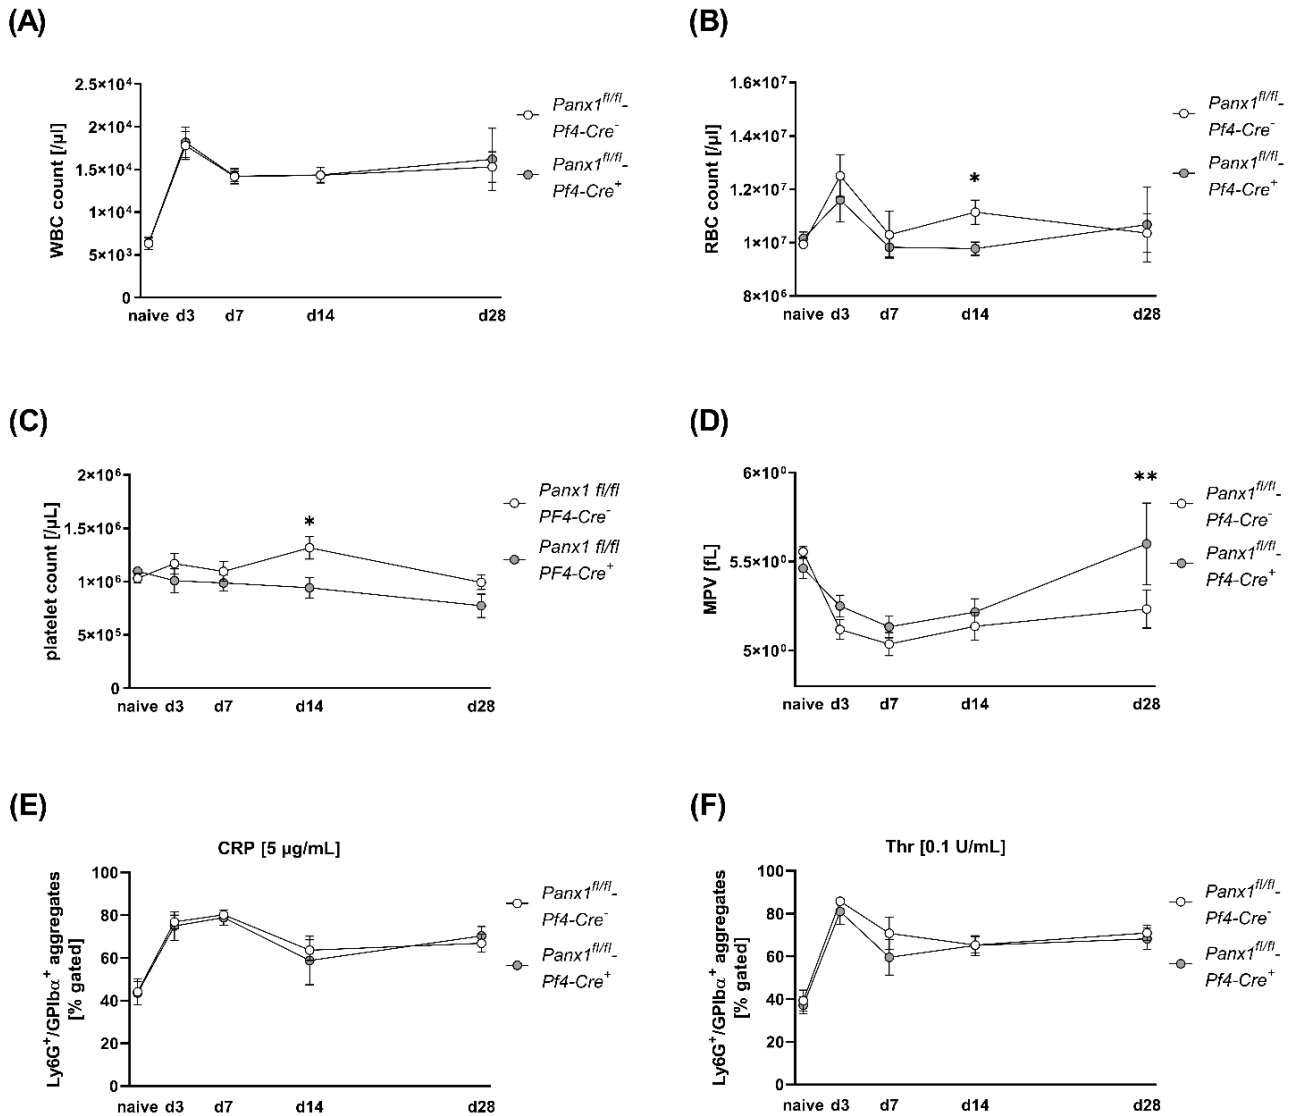 (A)
WBC count [/µl]
2.5×10⁴
2×10⁴
1.5×10⁴
1×10⁴
5×10³
0
naive d3 d7 d14 d28
Panx1ᶠˡ/ᶠˡ-
Pf4-Cre⁻
Panx1ᶠˡ/ᶠˡ-
Pf4-Cre⁺
(B)
RBC count [/µl]
1.6×10⁷
1.4×10⁷
1.2×10⁷
1×10⁷
8×10⁶
*
naive d3 d7 d14 d28
Panx1ᶠˡ/ᶠˡ-
Pf4-Cre⁻
Panx1ᶠˡ/ᶠˡ-
Pf4-Cre⁺
(C)
platelet count [/µL]
2×10⁶
1.5×10⁶
1×10⁶
5×10⁵
0
*
naive d3 d7 d14 d28
Panx1 fl/fl
PF4-Cre⁻
Panx1 fl/fl
PF4-Cre⁺
(D)
MPV [fL]
6×10⁰
5.5×10⁰
5×10⁰
**
naive d3 d7 d14 d28
Panx1ᶠˡ/ᶠˡ-
Pf4-Cre⁻
Panx1ᶠˡ/ᶠˡ-
Pf4-Cre⁺
(E)
CRP [5 µg/mL]
Ly6G⁺/GPIbα⁺ aggregates
[% gated]
100
80
60
40
20
0
naive d3 d7 d14 d28
Panx1ᶠˡ/ᶠˡ-
Pf4-Cre⁻
Panx1ᶠˡ/ᶠˡ-
Pf4-Cre⁺
(F)
Thr [0.1 U/mL]
Ly6G⁺/GPIbα⁺ aggregates
[% gated]
100
80
60
40
20
0
naive d3 d7 d14 d28
Panx1ᶠˡ/ᶠˡ-
Pf4-Cre⁻
Panx1ᶠˡ/ᶠˡ-
Pf4-Cre⁺